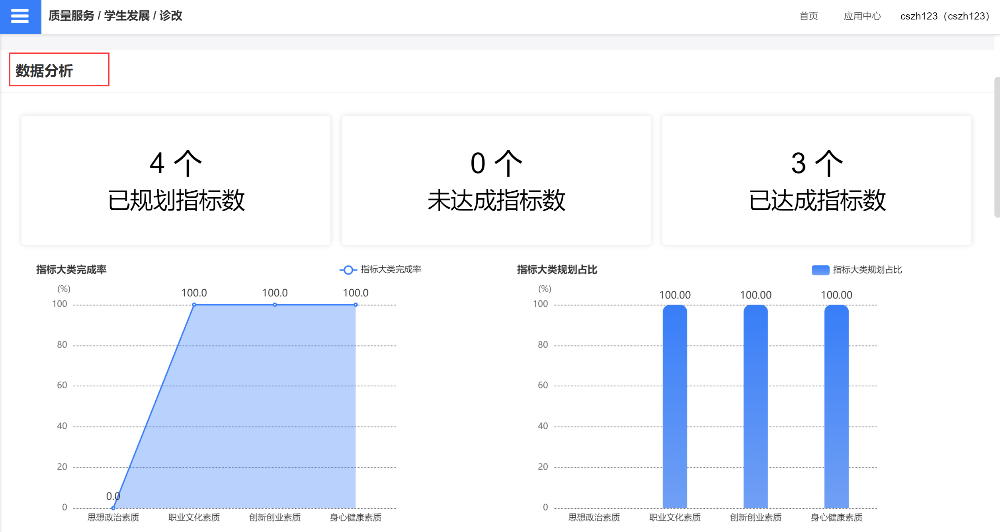 质量服务 / 学生发展 / 诊改
首页 应用中心 cszh123（cszh123）
数据分析
4 个
已规划指标数
0 个
未达成指标数
3 个
已达成指标数
指标大类完成率
指标大类完成率
(%)
100.0 100.0 100.0
100
80
60
40
20
0.0
0
思想政治素质 职业文化素质 创新创业素质 身心健康素质
指标大类规划占比
指标大类规划占比
(%)
100.00 100.00 100.00
100
80
60
40
20
0
思想政治素质 职业文化素质 创新创业素质 身心健康素质